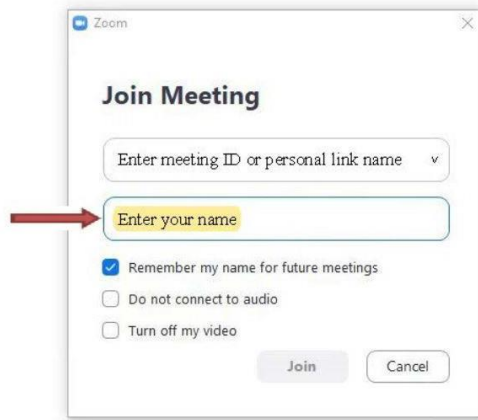 Zoom
Join Meeting
Enter meeting ID or personal link name
Enter your name
Remember my name for future meetings
Do not connect to audio
Turn off my video
Join Cancel